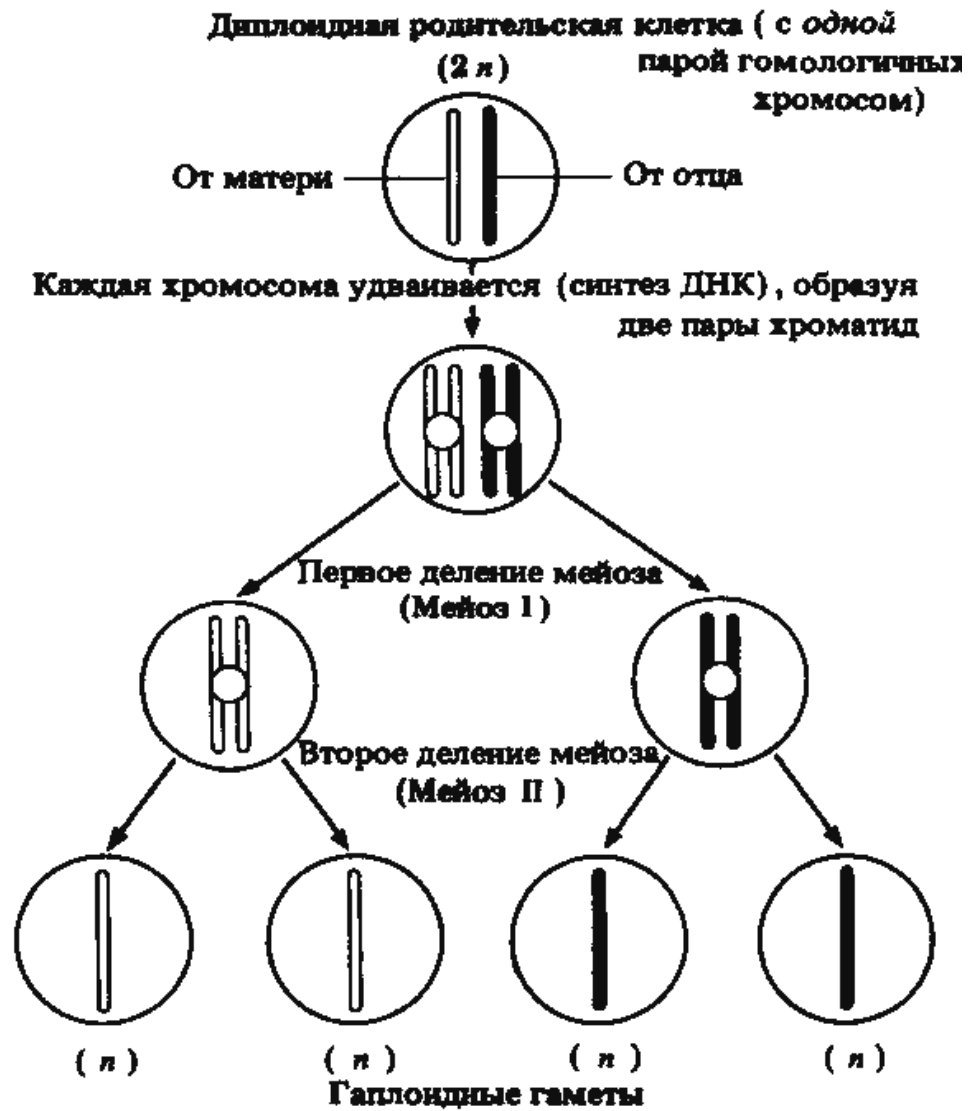 Диплоидная родительская клетка ( с одной
(2 n)
парой гомологичных
хромосом)
От матери
От отца
Каждая хромосома удваивается (синтез ДНК), образуя
две пары хроматид
Первое деление мейоза
(Мейоз I)
Второе деление мейоза
(Мейоз II )
( n )
( n )
( n )
( n )
Гаплоидные гаметы